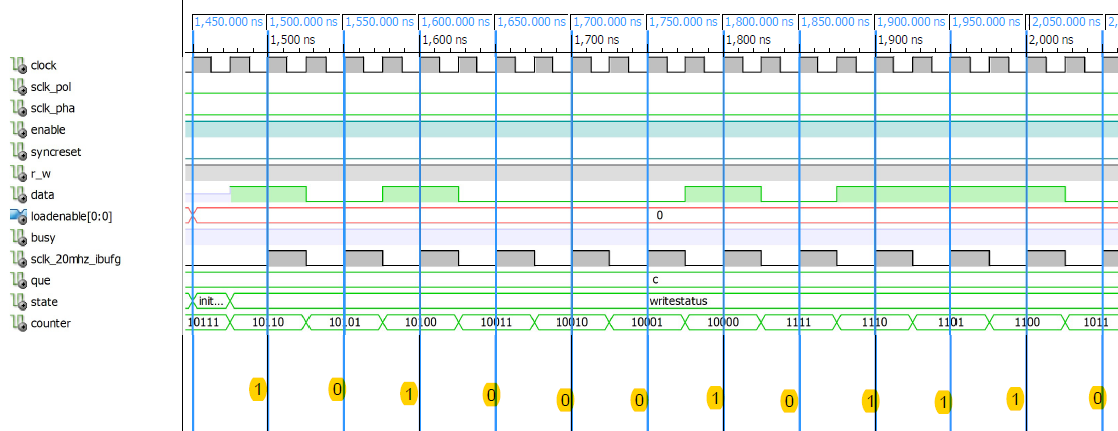 1,450.000 ns 1,500.000 ns 1,550.000 ns 1,600.000 ns 1,650.000 ns 1,700.000 ns 1,750.000 ns 1,800.000 ns 1,850.000 ns 1,900.000 ns 1,950.000 ns 2,050.000 ns 2,
1,500 ns 1,600 ns 1,700 ns 1,800 ns 1,900 ns 2,000 ns
clock
sclk_pol
sclk_pha
enable
syncreset
r_w
data
loadenable[0:0] 0
busy
sclk_20mhz_ibufg
que c
state init... writestatus
counter 10111 10110 10101 10100 10011 10010 10001 10000 1111 1110 1101 1100 1011
1 0 1 0 0 0 1 0 1 1 1 0